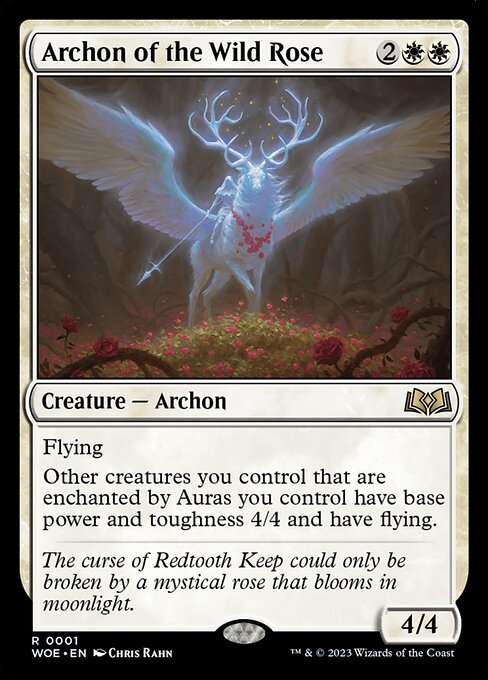 Archon of the Wild Rose 2
Creature — Archon
Flying
Other creatures you control that are
enchanted by Auras you control have base
power and toughness 4/4 and have flying.
The curse of Redtooth Keep could only be
broken by a mystical rose that blooms in
moonlight.
4/4
R 0001
WOE • EN Chris Rahn
™ & © 2023 Wizards of the Coast